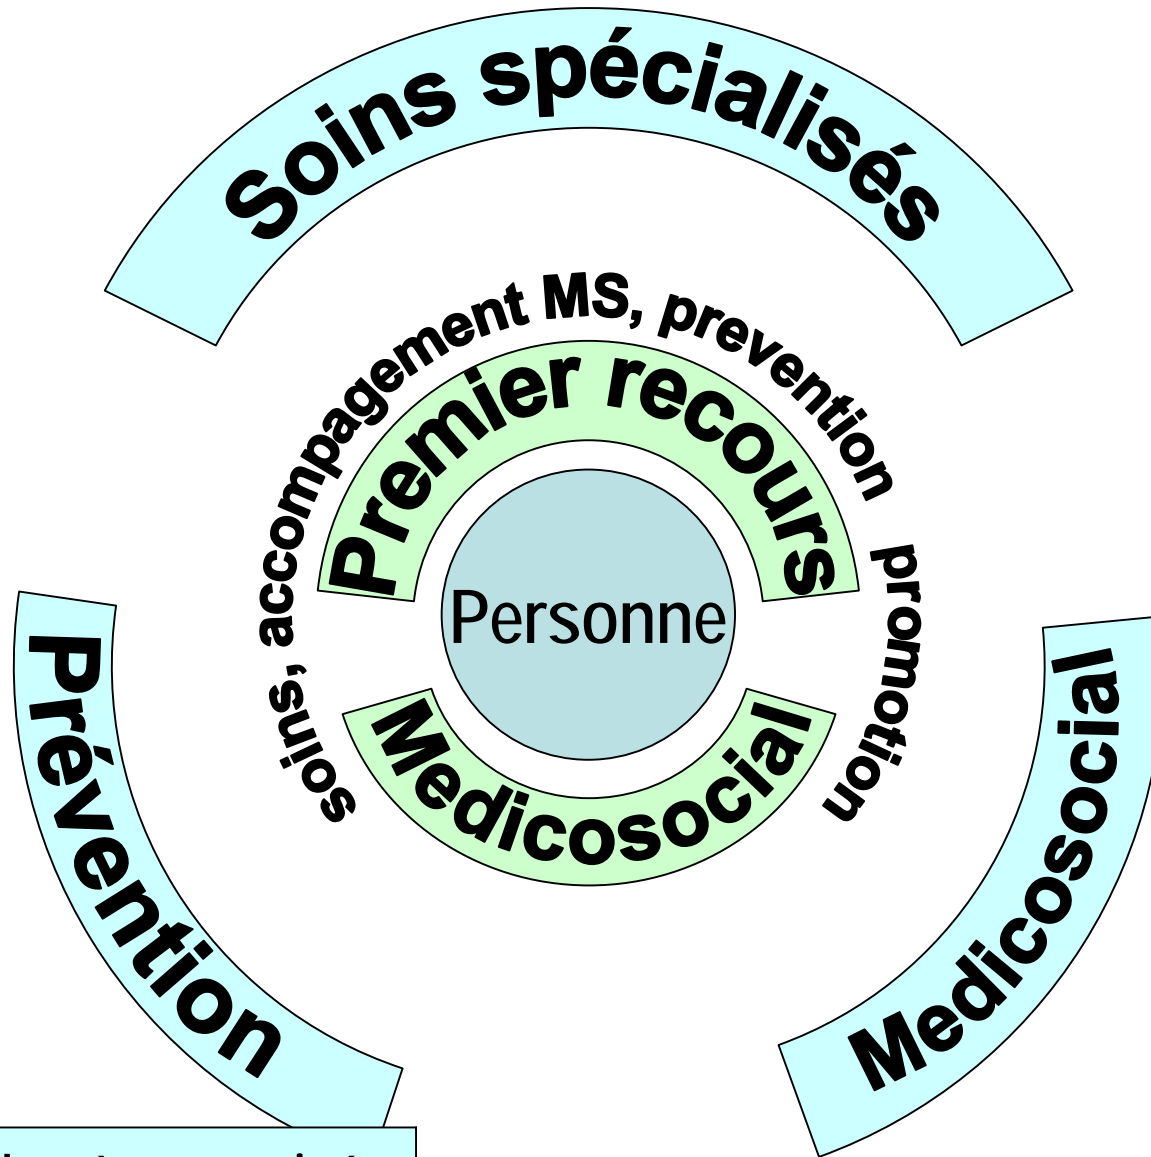 Soins spécialisés
soins, accompagement MS, prevention promotion
Premier recours
Personne
Medicosocial
Prévention
Medicosocial